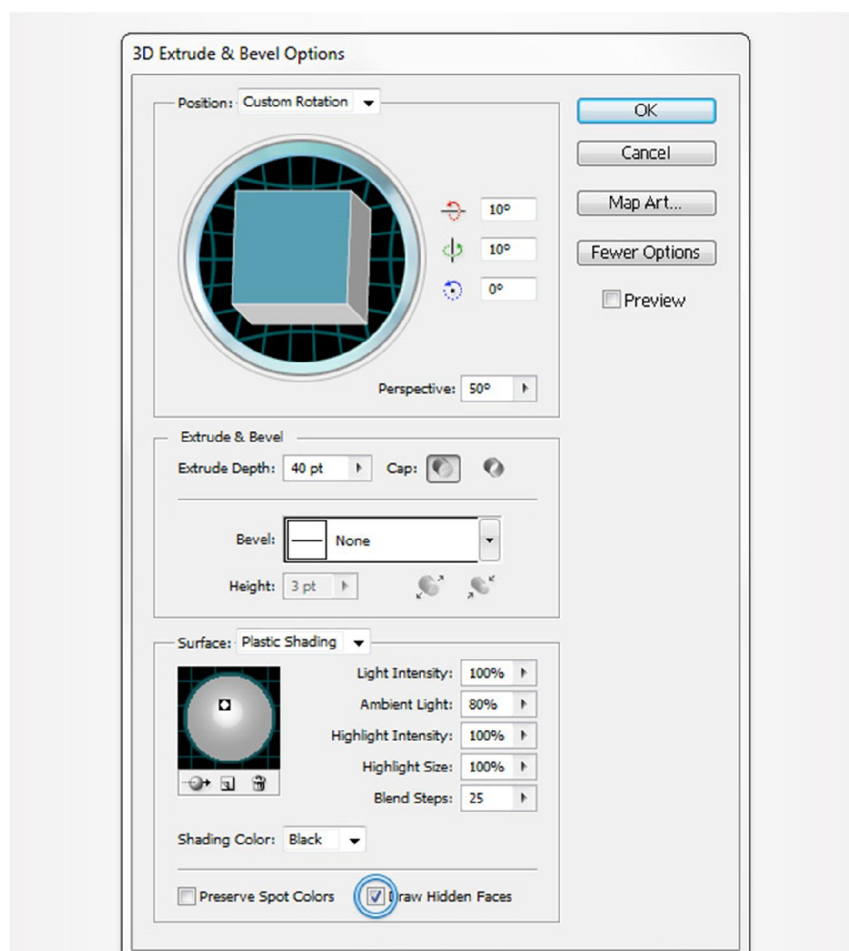 3D Extrude & Bevel Options
Position: Custom Rotation
OK
Cancel
Map Art...
Fewer Options
Preview
10°
10°
0°
Perspective: 50°
Extrude & Bevel
Extrude Depth: 40 pt Cap:
Bevel: None
Height: 3 pt
Surface: Plastic Shading
Light Intensity: 100%
Ambient Light: 80%
Highlight Intensity: 100%
Highlight Size: 100%
Blend Steps: 25
Shading Color: Black
Preserve Spot Colors Draw Hidden Faces